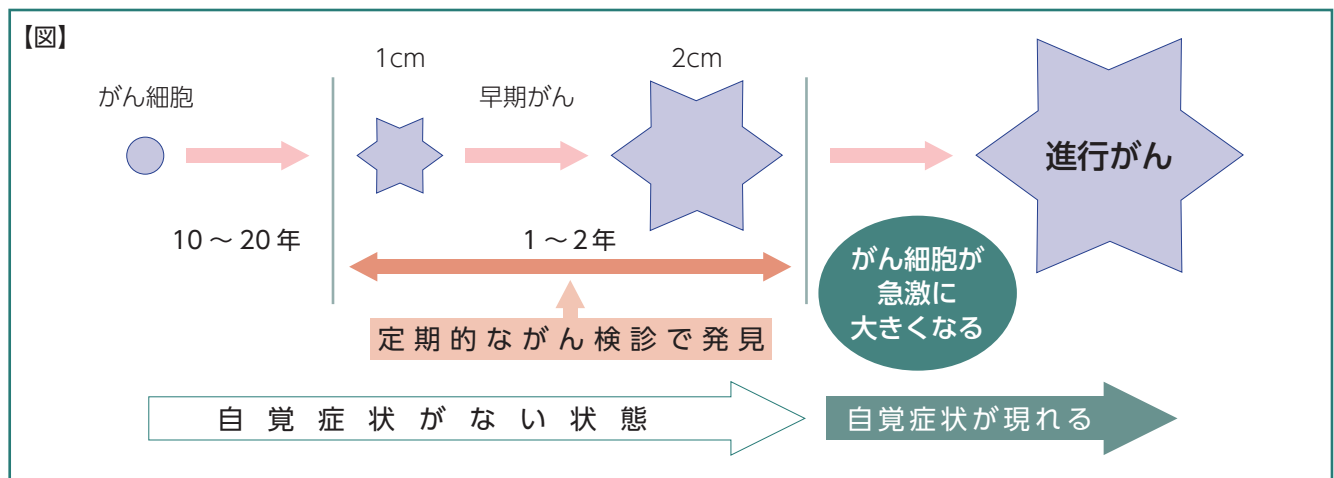 【図】
1cm
2cm
がん細胞
早期がん
進行がん
10～20年
1～2年
がん細胞が
急激に
大きくなる
定期的ながん検診で発見
自覚症状がない状態
自覚症状が現れる